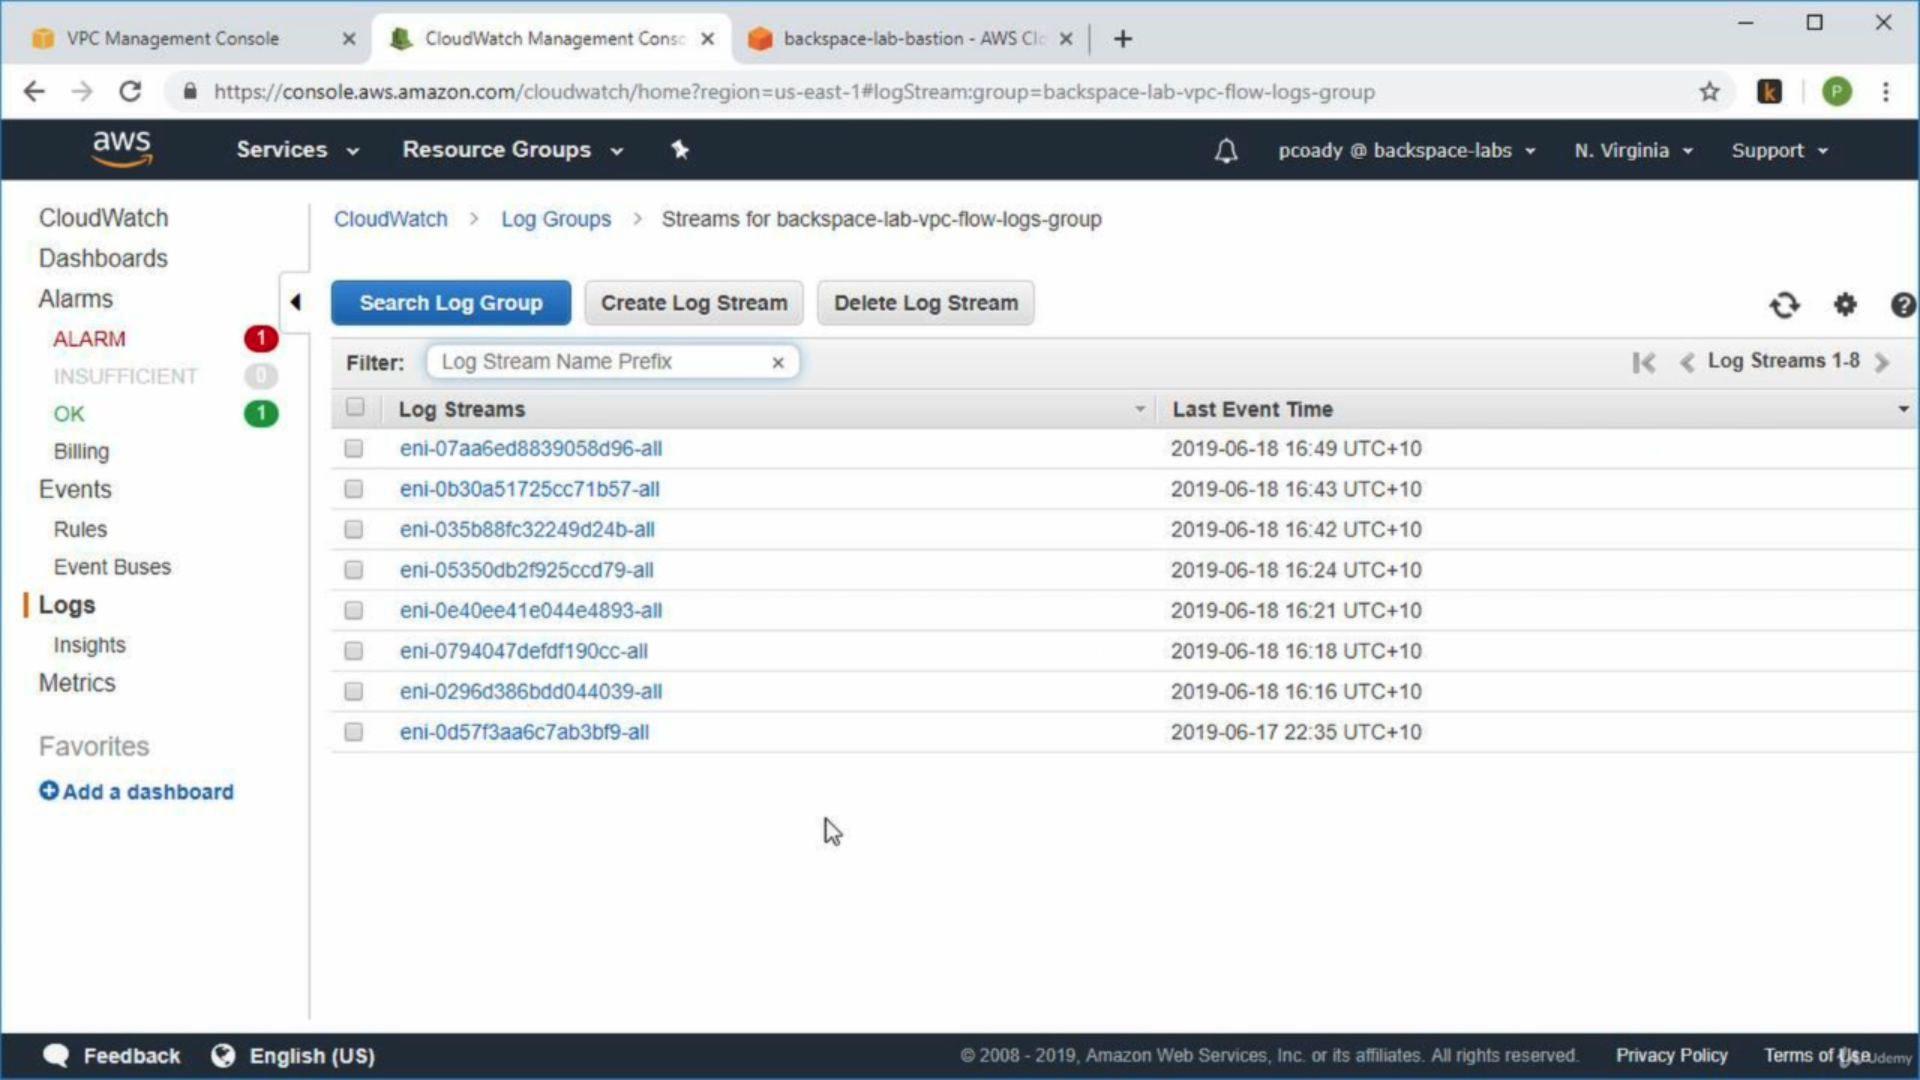 VPC Management Console
CloudWatch Management Conso
backspace-lab-bastion - AWS Clo
https://console.aws.amazon.com/cloudwatch/home?region=us-east-1#logStream:group=backspace-lab-vpc-flow-logs-group
k
P
aws
Services
Resource Groups
pcoady @ backspace-labs
N. Virginia
Support
CloudWatch
Dashboards
Alarms
ALARM 1
INSUFFICIENT 0
OK 1
Billing
Events
Rules
Event Buses
Logs
Insights
Metrics
Favorites
Add a dashboard
CloudWatch > Log Groups > Streams for backspace-lab-vpc-flow-logs-group
Search Log Group
Create Log Stream
Delete Log Stream
Filter: Log Stream Name Prefix
Log Streams 1-8
Log Streams Last Event Time
eni-07aa6ed8839058d96-all 2019-06-18 16:49 UTC+10
eni-0b30a51725cc71b57-all 2019-06-18 16:43 UTC+10
eni-035b88fc32249d24b-all 2019-06-18 16:42 UTC+10
eni-05350db2f925ccd79-all 2019-06-18 16:24 UTC+10
eni-0e40ee41e044e4893-all 2019-06-18 16:21 UTC+10
eni-0794047defdf190cc-all 2019-06-18 16:18 UTC+10
eni-0296d386bdd044039-all 2019-06-18 16:16 UTC+10
eni-0d57f3aa6c7ab3bf9-all 2019-06-17 22:35 UTC+10
Feedback
English (US)
© 2008 - 2019, Amazon Web Services, Inc. or its affiliates. All rights reserved.
Privacy Policy
Terms of Use
Udemy